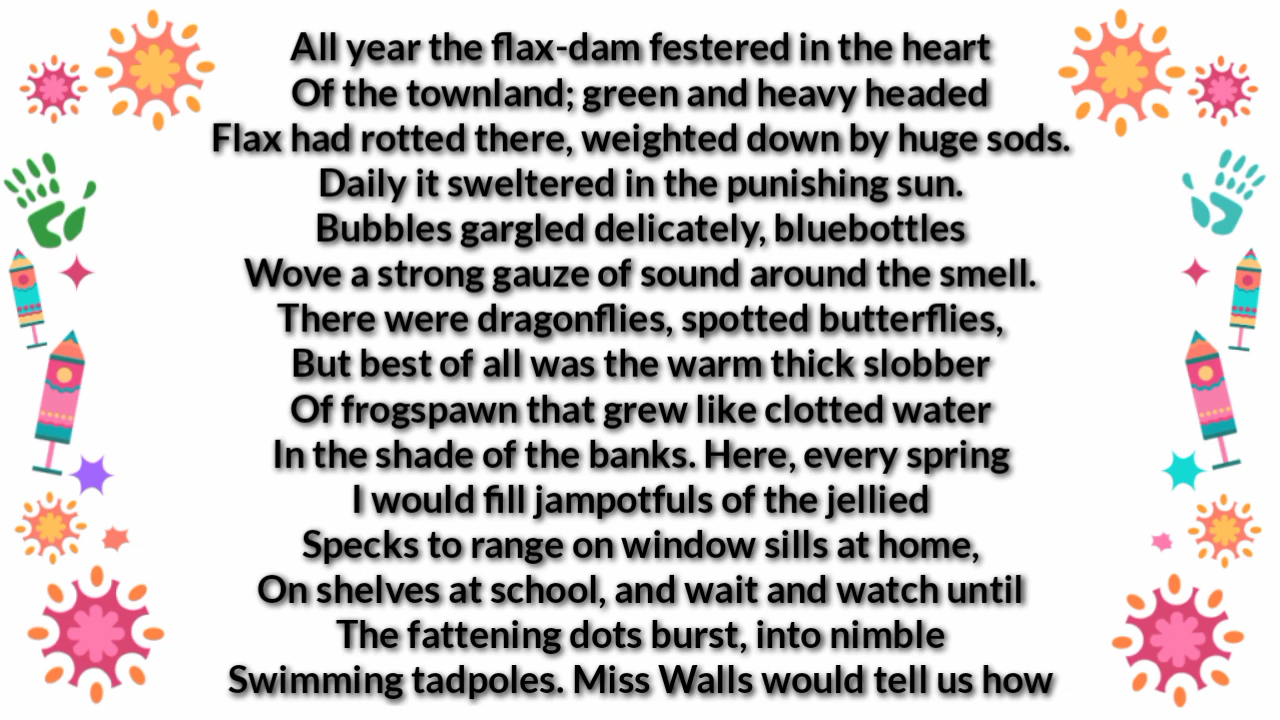 All year the flax-dam festered in the heart
Of the townland; green and heavy headed
Flax had rotted there, weighted down by huge sods.
Daily it sweltered in the punishing sun.
Bubbles gargled delicately, bluebottles
Wove a strong gauze of sound around the smell.
There were dragonflies, spotted butterflies,
But best of all was the warm thick slobber
Of frogspawn that grew like clotted water
In the shade of the banks. Here, every spring
I would fill jampotfuls of the jellied
Specks to range on window sills at home,
On shelves at school, and wait and watch until
The fattening dots burst, into nimble
Swimming tadpoles. Miss Walls would tell us how